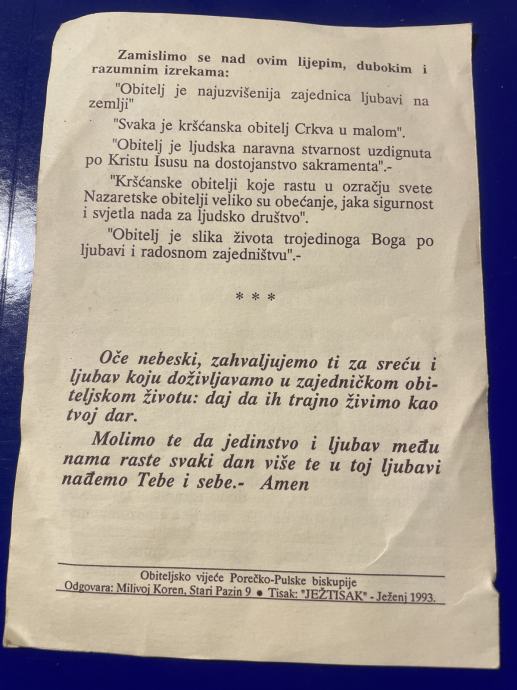 Zamislimo se nad ovim lijepim, dubokim i
razumnim izrekama:
"Obitelj je najuzvišenija zajednica ljubavi na
zemlji"
"Svaka je kršćanska obitelj Crkva u malom".
"Obitelj je ljudska naravna stvarnost uzdignuta
po Kristu Isusu na dostojanstvo sakramenta".-
"Kršćanske obitelji koje rastu u ozračju svete
Nazaretske obitelji veliko su obećanje, jaka sigurnost
i svjetla nada za ljudsko društvo".
"Obitelj je slika života trojedinoga Boga po
ljubavi i radosnom zajedništvu".-
* * *
Oče nebeski, zahvaljujemo ti za sreću i
ljubav koju doživljavamo u zajedničkom obi-
teljskom životu: daj da ih trajno živimo kao
tvoj dar.
Molimo te da jedinstvo i ljubav među
nama raste svaki dan više te u toj ljubavi
nađemo Tebe i sebe.- Amen
Obiteljsko vijeće Porečko-Pulske biskupije
Odgovara: Milivoj Koren, Stari Pazin 9 ● Tisak: "JEŽTISAK" - Ježenj 1993.